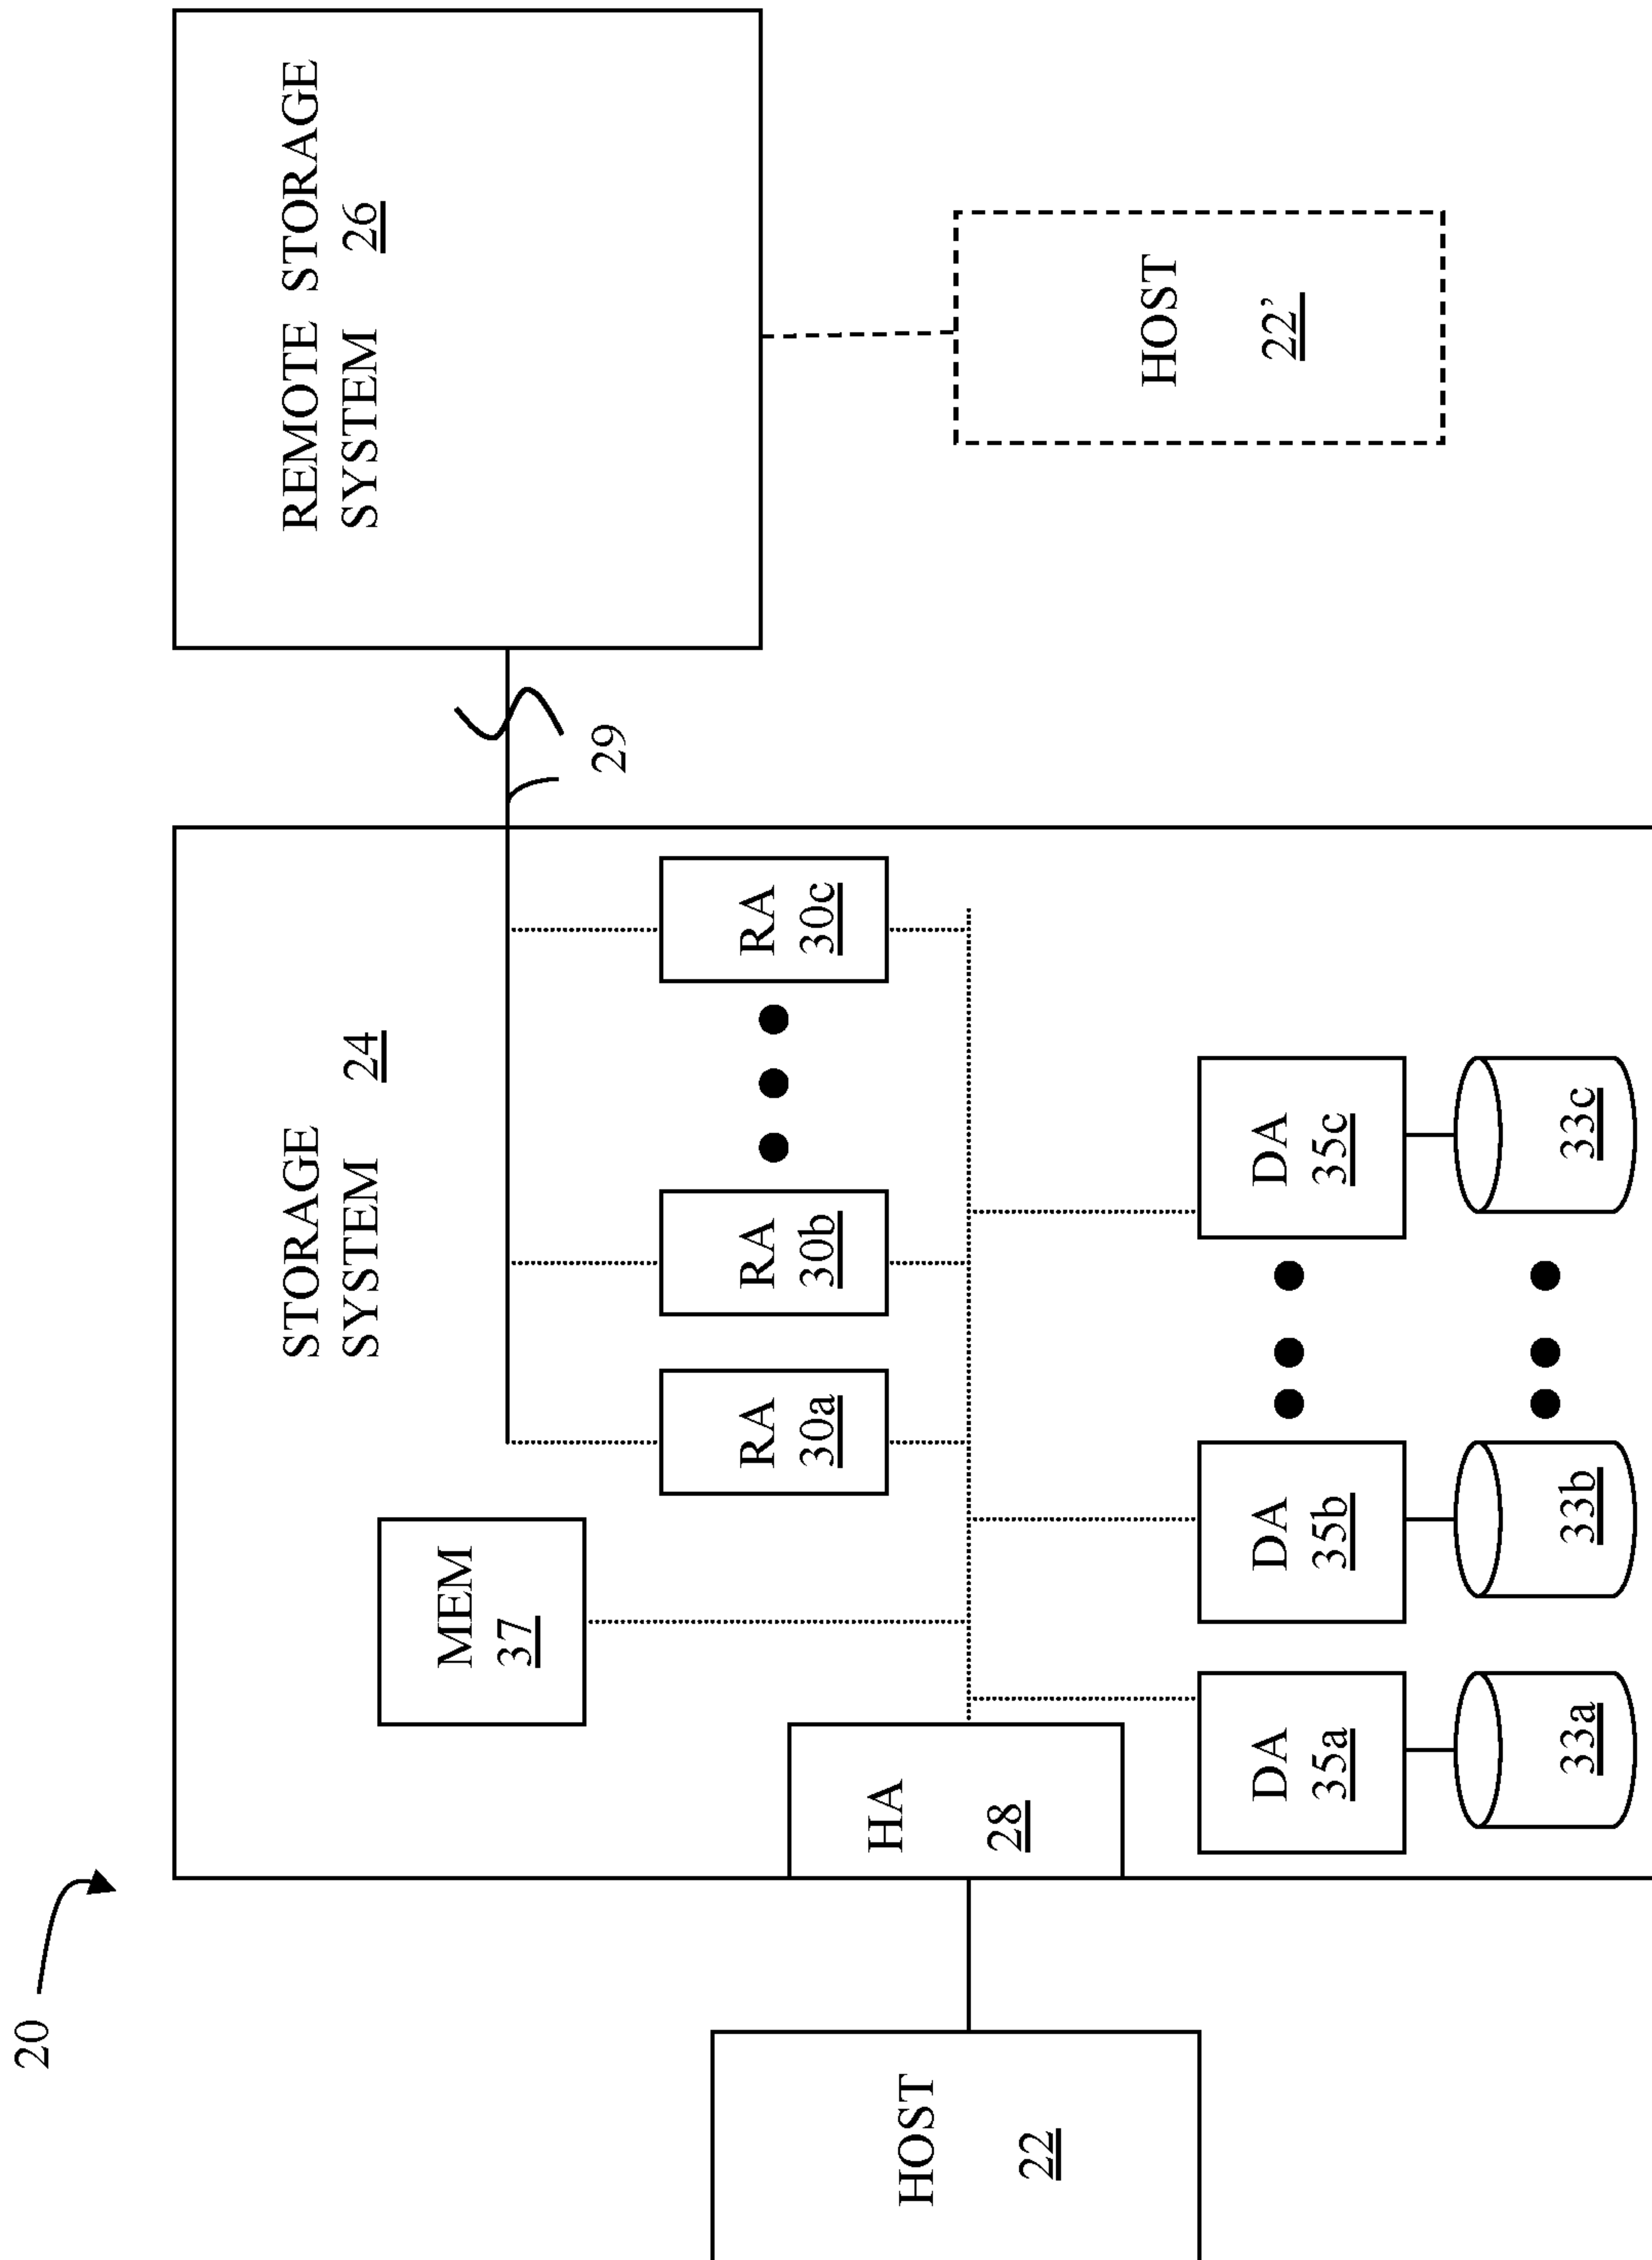 20
HOST
22
STORAGE
SYSTEM 24
MEM
37
HA
28
RA
30a
RA
30b
RA
30c
DA
35a
DA
35b
DA
35c
33a
33b
33c
29
REMOTE STORAGE
SYSTEM 26
HOST
22’